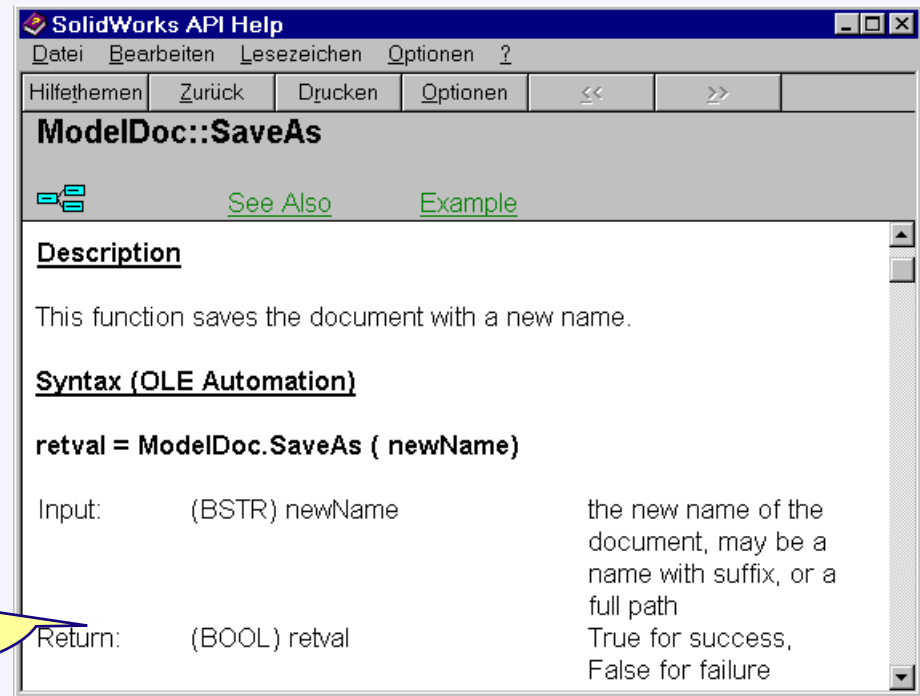 SolidWorks API Help
Datei Bearbeiten Lesezeichen Optionen ?
Hilfethemen Zurück Drucken Optionen << >>
ModelDoc::SaveAs
See Also Example
Description
This function saves the document with a new name.
Syntax (OLE Automation)
retval = ModelDoc.SaveAs ( newName)
Input: (BSTR) newName the new name of the
document, may be a
name with suffix, or a
full path
Return: (BOOL) retval True for success,
False for failure